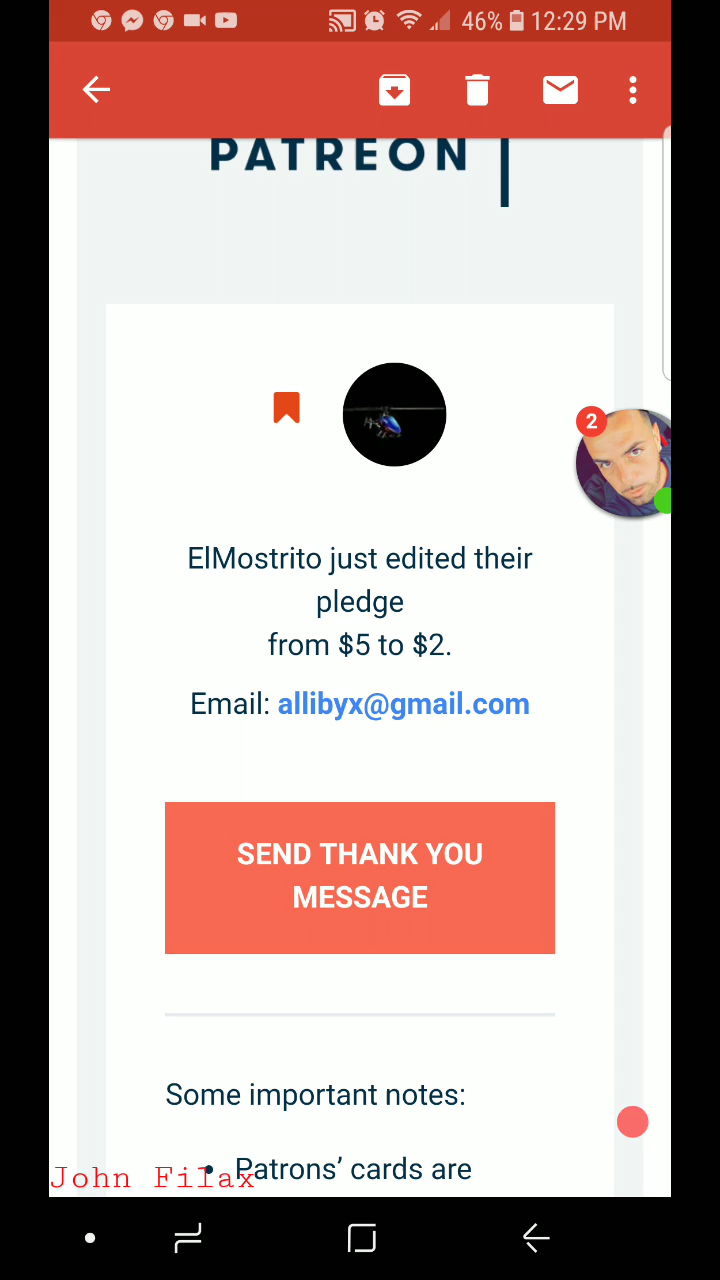 46% 12:29 PM
PATREON
2
ElMostrito just edited their
pledge
from $5 to $2.
Email: allibyx@gmail.com
SEND THANK YOU
MESSAGE
Some important notes:
• Patrons’ cards are
John Filax